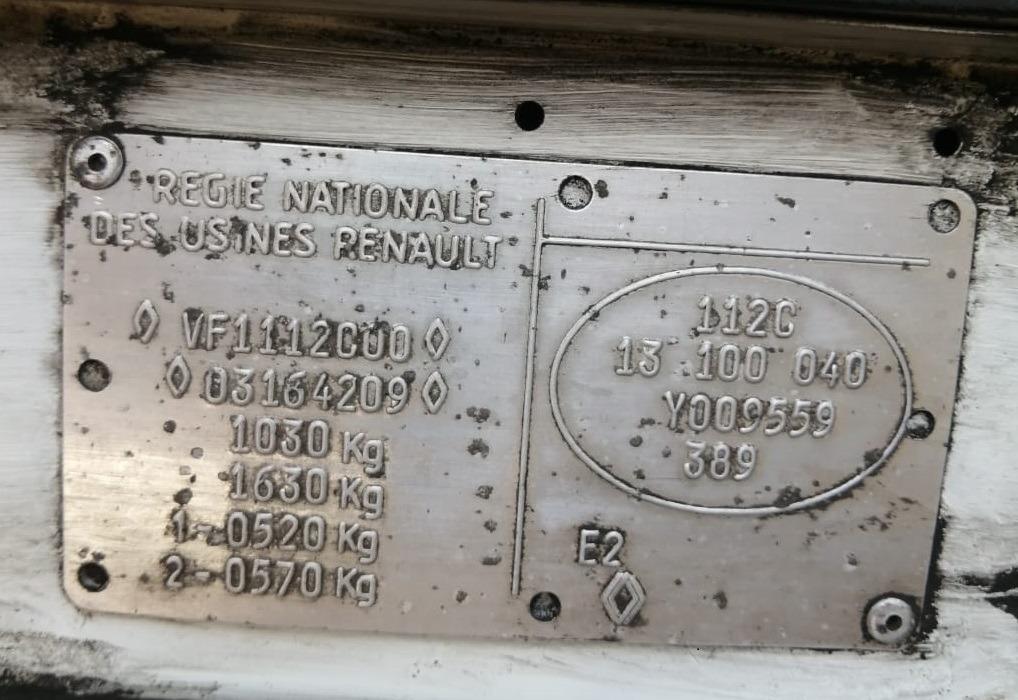 REGIE NATIONALE
DES USINES RENAULT
VF1112C00
03164209
1030 Kg
1630 Kg
1-0520 Kg
2-0570 Kg
112C
13 100 040
Y009559
389
E2